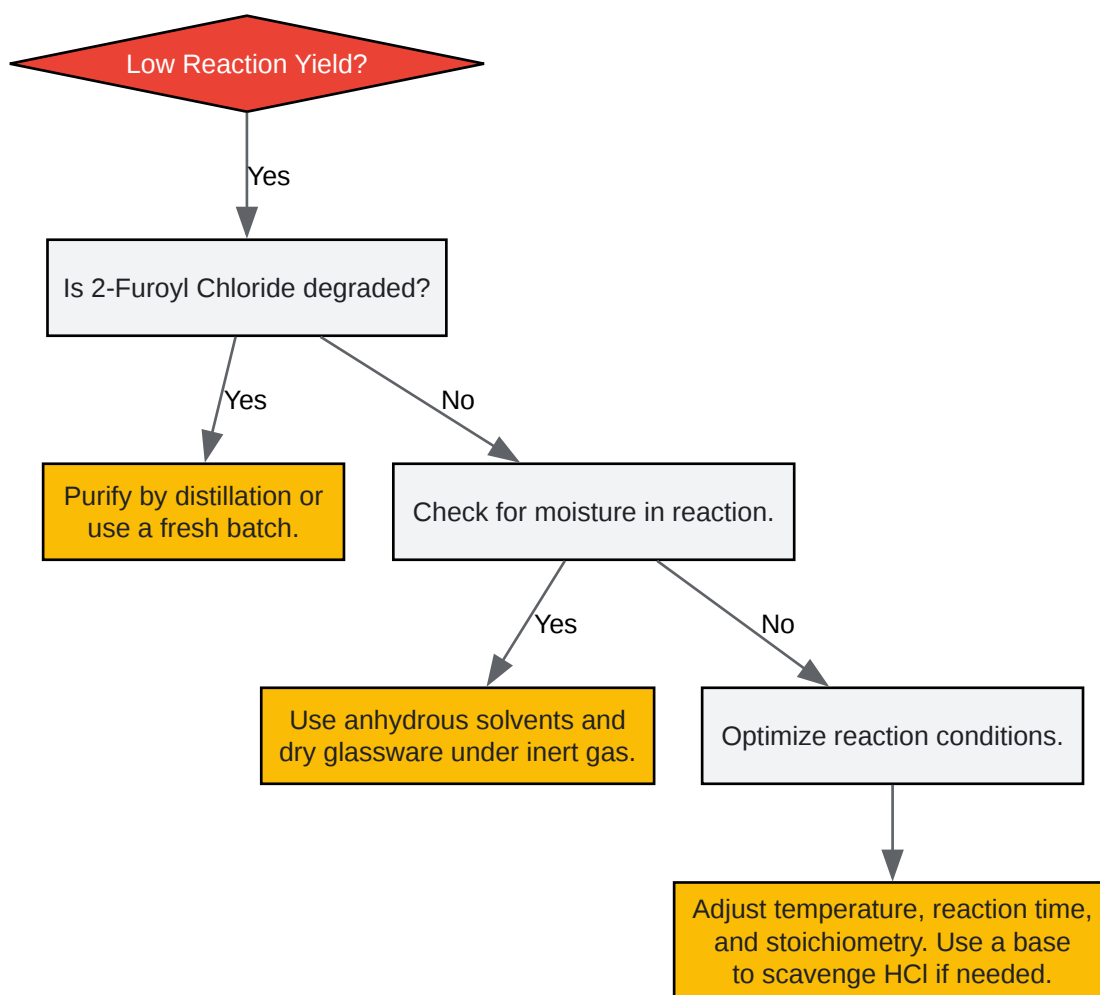 Low Reaction Yield?
Yes
Is 2-Furoyl Chloride degraded?
Yes
No
Purify by distillation or
use a fresh batch.
Check for moisture in reaction.
Yes
No
Use anhydrous solvents and
dry glassware under inert gas.
Optimize reaction conditions.
Adjust temperature, reaction time,
and stoichiometry. Use a base
to scavenge HCl if needed.